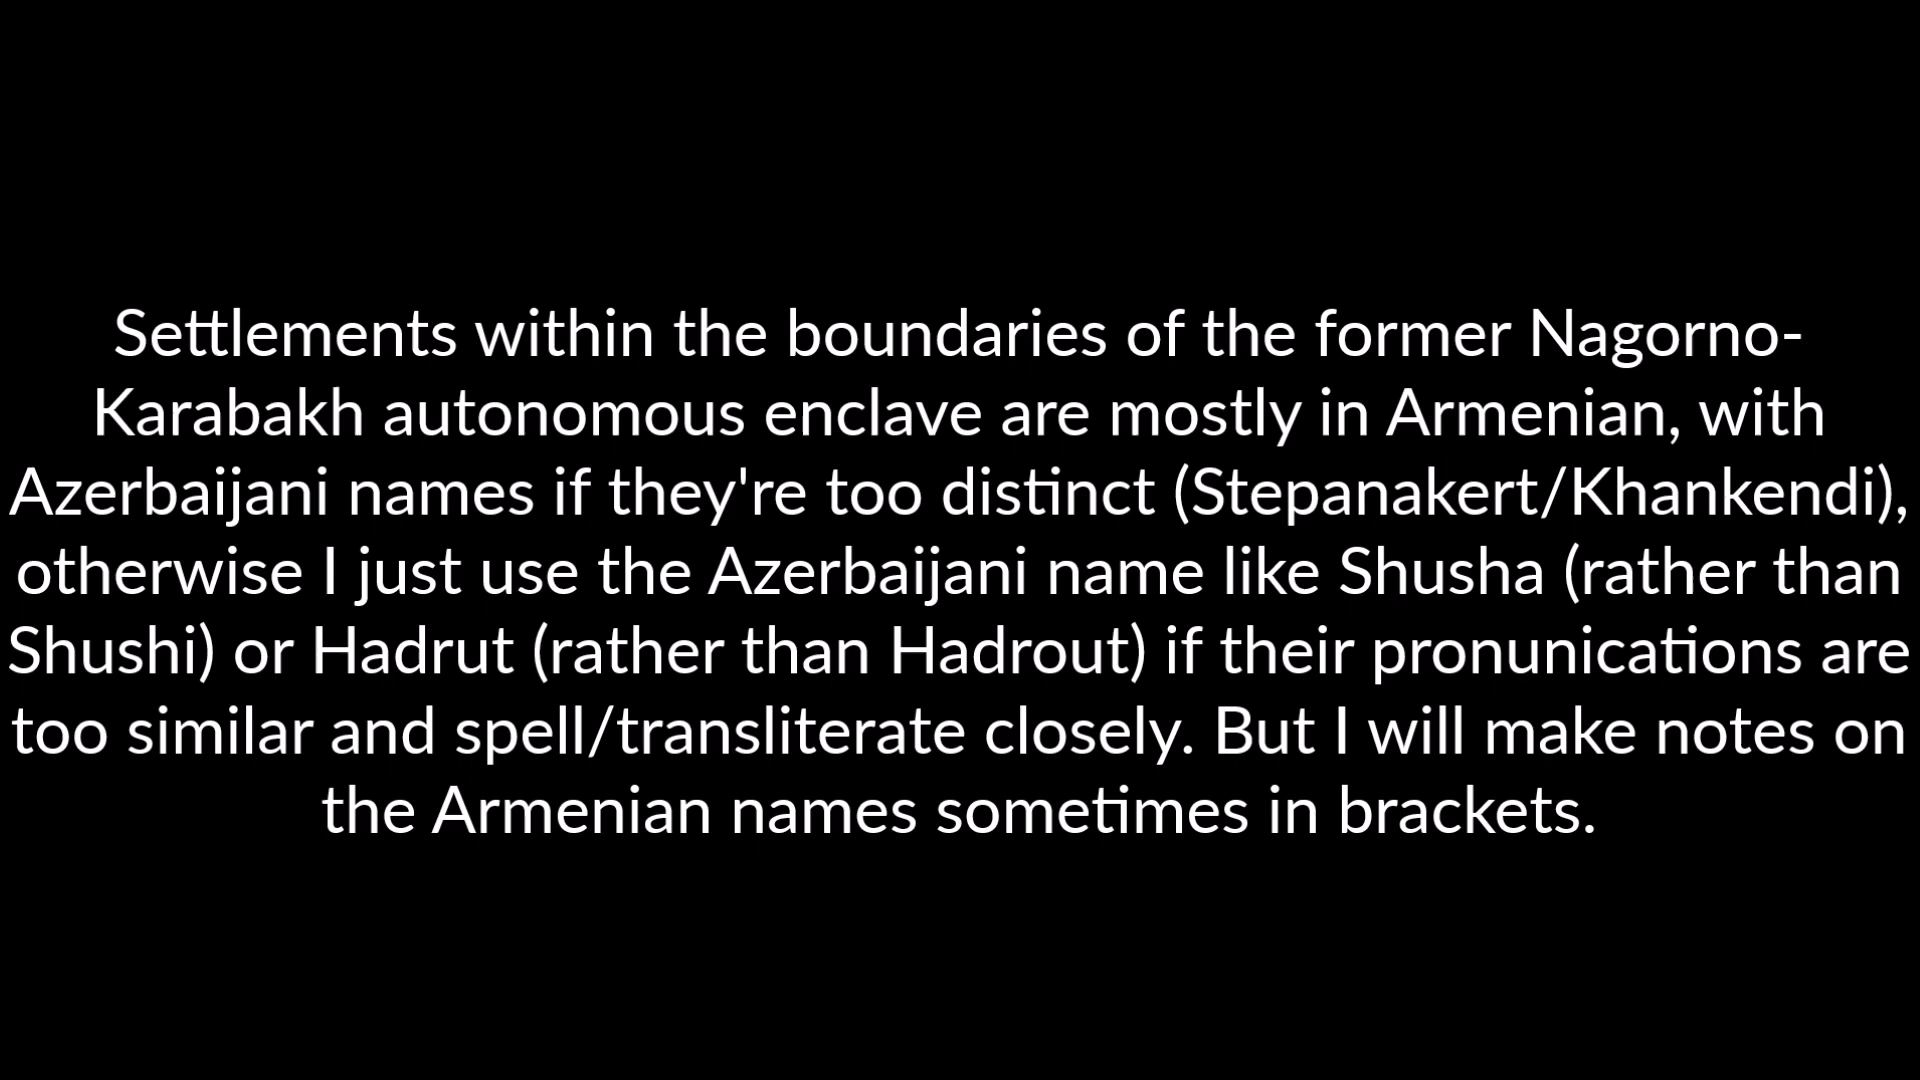 Settlements within the boundaries of the former Nagorno-
Karabakh autonomous enclave are mostly in Armenian, with
Azerbaijani names if they're too distinct (Stepanakert/Khankendi),
otherwise I just use the Azerbaijani name like Shusha (rather than
Shushi) or Hadrut (rather than Hadrout) if their pronunications are
too similar and spell/transliterate closely. But I will make notes on
the Armenian names sometimes in brackets.